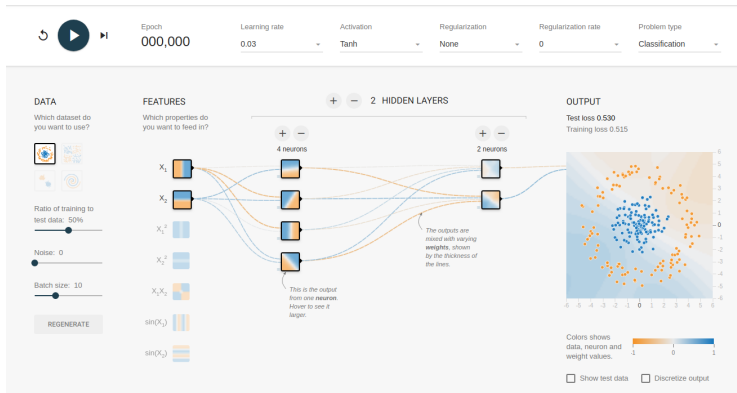 Epoch
000,000
Learning rate
0.03
Activation
Tanh
Regularization
None
Regularization rate
0
Problem type
Classification
DATA
Which dataset do
you want to use?
Ratio of training to
test data: 50%
Noise: 0
Batch size: 10
REGENERATE
FEATURES
Which properties do
you want to feed in?
X₁
X₂
X₁²
X₂²
X₁X₂
sin(X₁)
sin(X₂)
+ − 2 HIDDEN LAYERS
+ −
4 neurons
+ −
2 neurons
This is the output
from one neuron.
Hover to see it
larger.
The outputs are
mixed with varying
weights, shown
by the thickness of
the lines.
OUTPUT
Test loss 0.530
Training loss 0.515
6
5
4
3
2
1
0
-1
-2
-3
-4
-5
-6
-6 -5 -4 -3 -2 -1 0 1 2 3 4 5 6
Colors shows
data, neuron and
weight values.
-1 0 1
Show test data
Discretize output